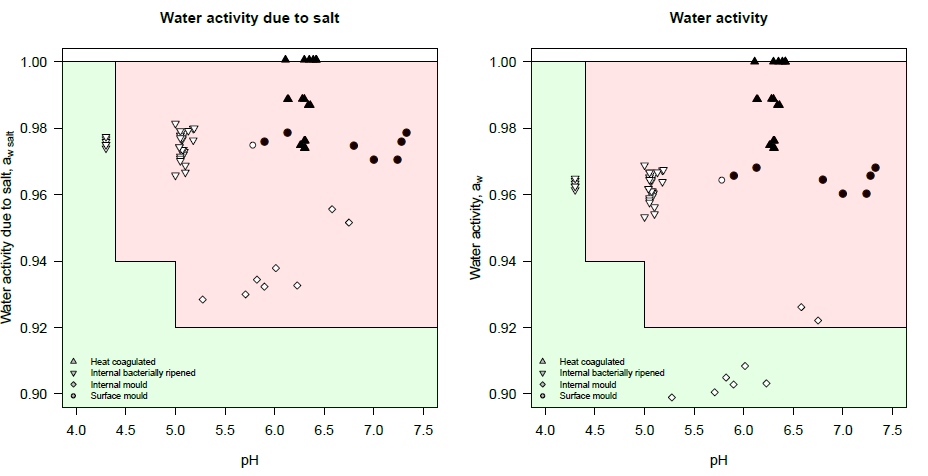 Water activity due to salt
Water activity due to salt, aw salt
1.00
0.98
0.96
0.94
0.92
0.90
Heat coagulated
Internal bacterially ripened
Internal mould
Surface mould
4.0 4.5 5.0 5.5 6.0 6.5 7.0 7.5
pH
Water activity
Water activity, aw
1.00
0.98
0.96
0.94
0.92
0.90
Heat coagulated
Internal bacterially ripened
Internal mould
Surface mould
4.0 4.5 5.0 5.5 6.0 6.5 7.0 7.5
pH